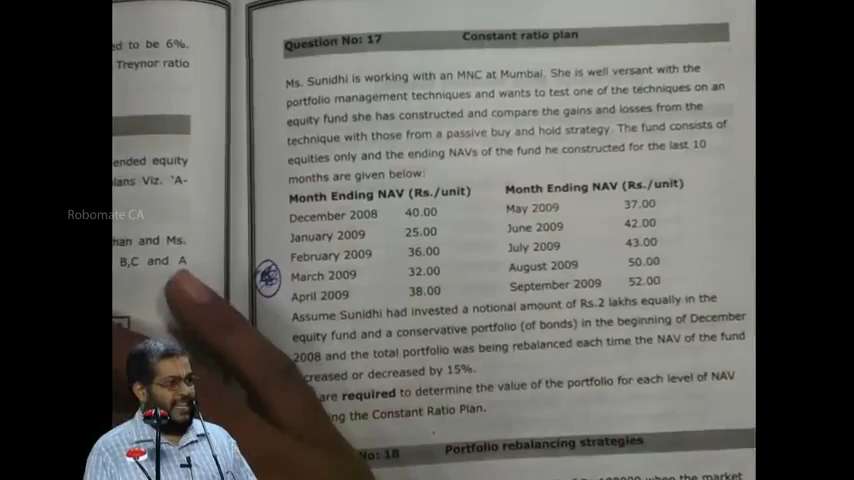 ed to be 6%.
Treynor ratio
ended equity
lans Viz. 'A-
han and Ms.
B,C and A
Robomate CA
Question No: 17 Constant ratio plan
Ms. Sunidhi is working with an MNC at Mumbai. She is well versant with the
portfolio management techniques and wants to test one of the techniques on an
equity fund she has constructed and compare the gains and losses from the
technique with those from a passive buy and hold strategy. The fund consists of
equities only and the ending NAVs of the fund he constructed for the last 10
months are given below:
Month Ending NAV (Rs./unit) Month Ending NAV (Rs./unit)
December 2008 40.00 May 2009 37.00
January 2009 25.00 June 2009 42.00
February 2009 36.00 July 2009 43.00
March 2009 32.00 August 2009 50.00
April 2009 38.00 September 2009 52.00
Assume Sunidhi had invested a notional amount of Rs.2 lakhs equally in the
equity fund and a conservative portfolio (of bonds) in the beginning of December
2008 and the total portfolio was being rebalanced each time the NAV of the fund
creased or decreased by 15%.
are required to determine the value of the portfolio for each level of NAV
ng the Constant Ratio Plan.
No: 18 Portfolio rebalancing strategies
when the market